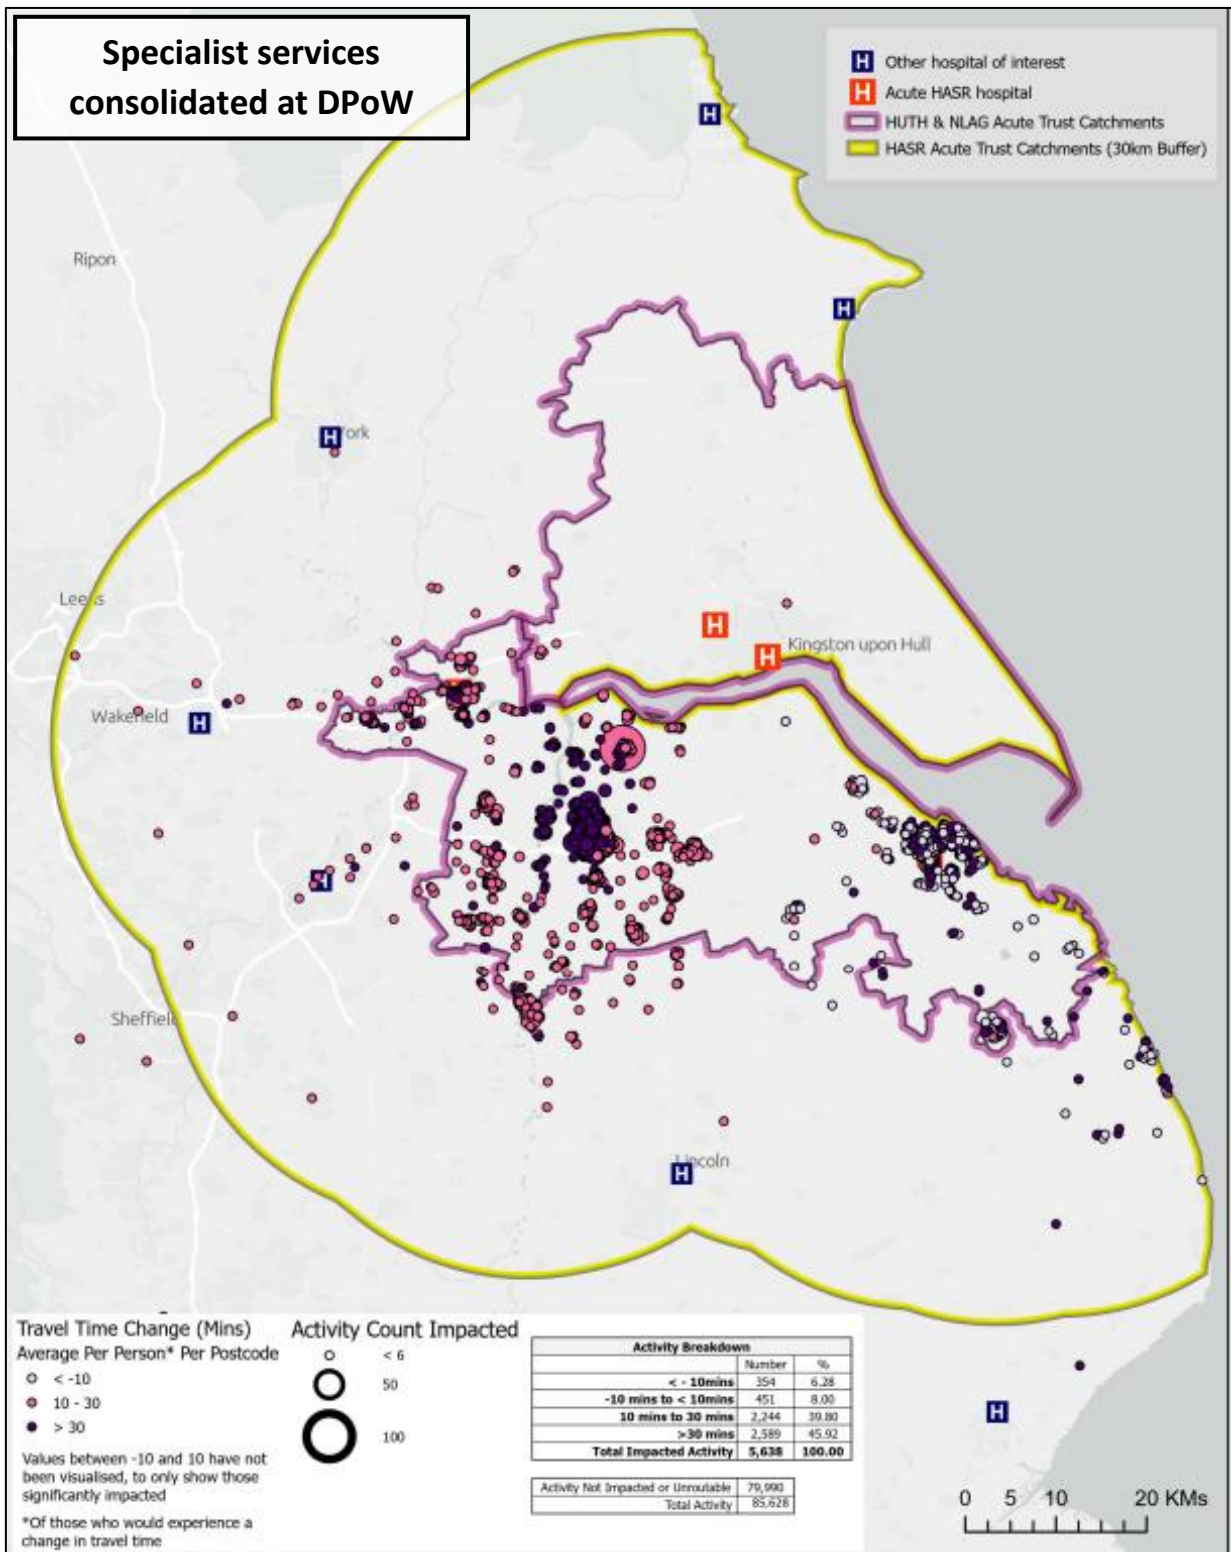 Specialist services
consolidated at DPoW
H Other hospital of interest
H Acute HASR hospital
HUTH & NLAG Acute Trust Catchments
HASR Acute Trust Catchments (30km Buffer)
H
Ripon
H
H
H
Leeds
H
Kingston upon Hull
H
Wakefield
H
H
Sheffield
H
Lincoln
H
Travel Time Change (Mins)
Average Per Person* Per Postcode
< -10
10 - 30
> 30
Values between -10 and 10 have not
been visualised, to only show those
significantly impacted
*Of those who would experience a
change in travel time
Activity Count Impacted
< 6
50
100
Activity Breakdown
Number %
< - 10mins 354 6.28
-10 mins to < 10mins 451 8.00
10 mins to 30 mins 2,244 39.80
>30 mins 2,589 45.92
Total Impacted Activity 5,638 100.00
Activity Not Impacted or Unroutable 79,990
Total Activity 85,628
0 5 10 20 KMs